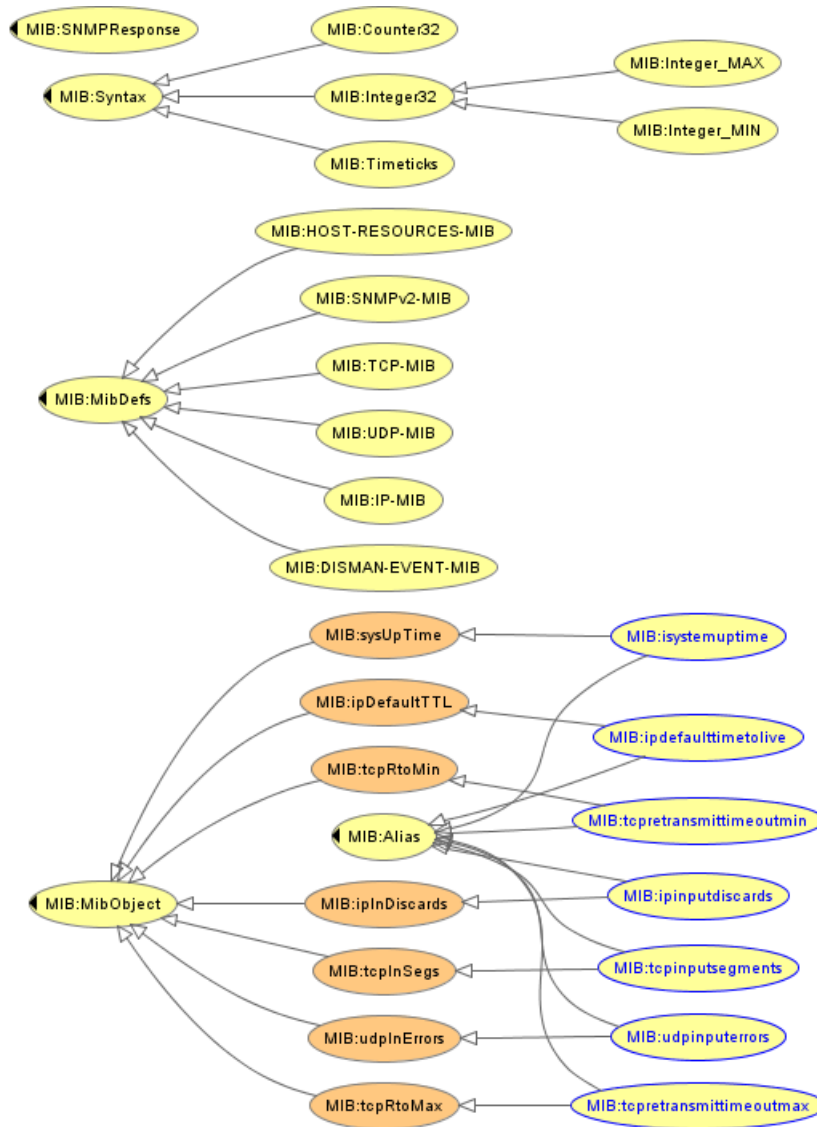 MIB:SNMPResponse
MIB:Counter32
MIB:Integer_MAX
MIB:Syntax
MIB:Integer32
MIB:Integer_MIN
MIB:Timeticks
MIB:HOST-RESOURCES-MIB
MIB:SNMPv2-MIB
MIB:TCP-MIB
MIB:MibDefs
MIB:UDP-MIB
MIB:IP-MIB
MIB:DISMAN-EVENT-MIB
MIB:sysUpTime
MIB:isystemuptime
MIB:ipDefaultTTL
MIB:ipdefaulttimetolive
MIB:tcpRtoMin
MIB:tcpretransmittimeoutmin
MIB:Alias
MIB:MibObject
MIB:ipInDiscards
MIB:ipinputdiscards
MIB:tcpInSegs
MIB:tcpinputsegments
MIB:udpInErrors
MIB:udpinputerrors
MIB:tcpRtoMax
MIB:tcpretransmittimeoutmax